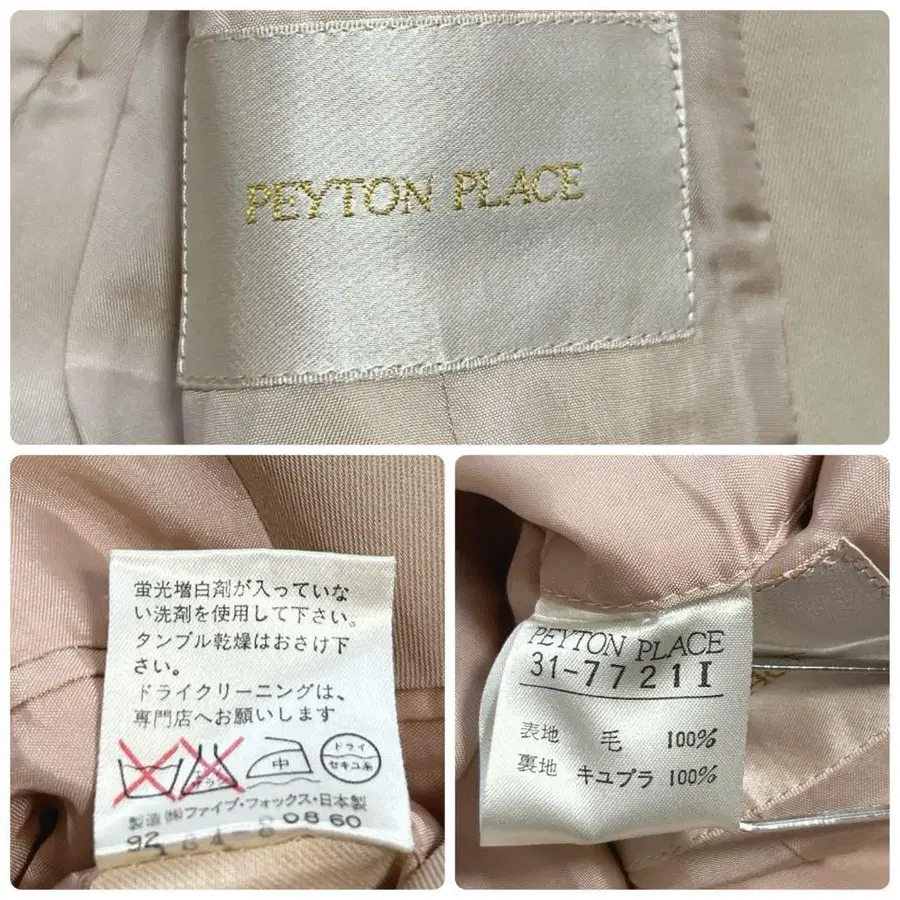 PEYTON PLACE
蛍光増白剤が入っていな
い洗剤を使用して下さい。
タンブル乾燥はおさけ下
さい。
ドライクリーニングは、
専門店へお願いします
中
ドライ
セキユ系
製造㈱ファイブ・フォックス・日本製
92
0860
PEYTON PLACE
31-77211
表地 毛 100%
裏地 キユプラ 100%